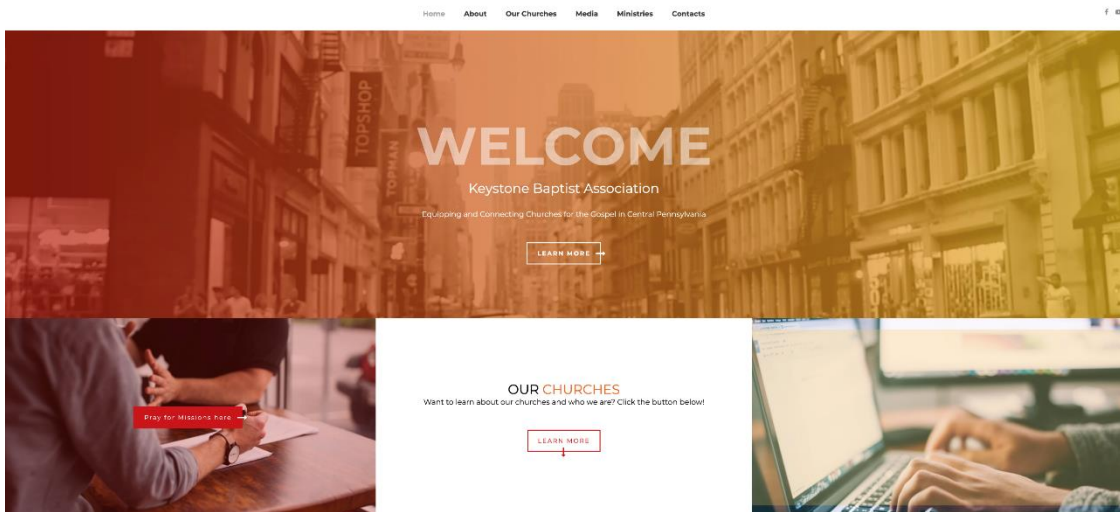 Home About Our Churches Media Ministries Contacts
TOPSHOP
TOPMAN
WELCOME
Keystone Baptist Association
Equipping and Connecting Churches for the Gospel in Central Pennsylvania
LEARN MORE
Pray for Missions here
OUR CHURCHES
Want to learn about our churches and who we are? Click the button below!
LEARN MORE